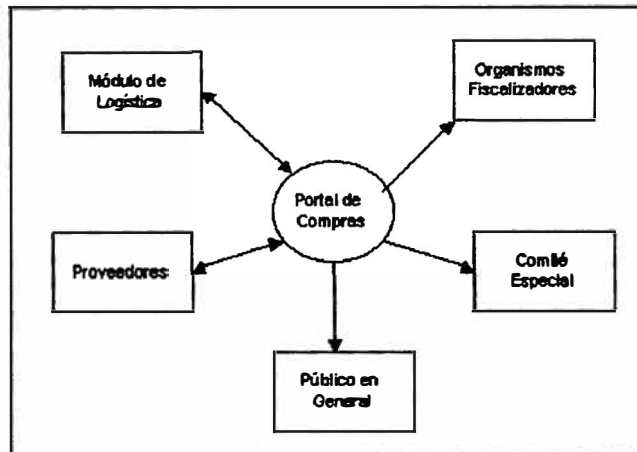 Módulo de
Logística
Organismos
Fiscalizadores
Portal de
Compras
Proveedores
Comité
Especial
Público en
General